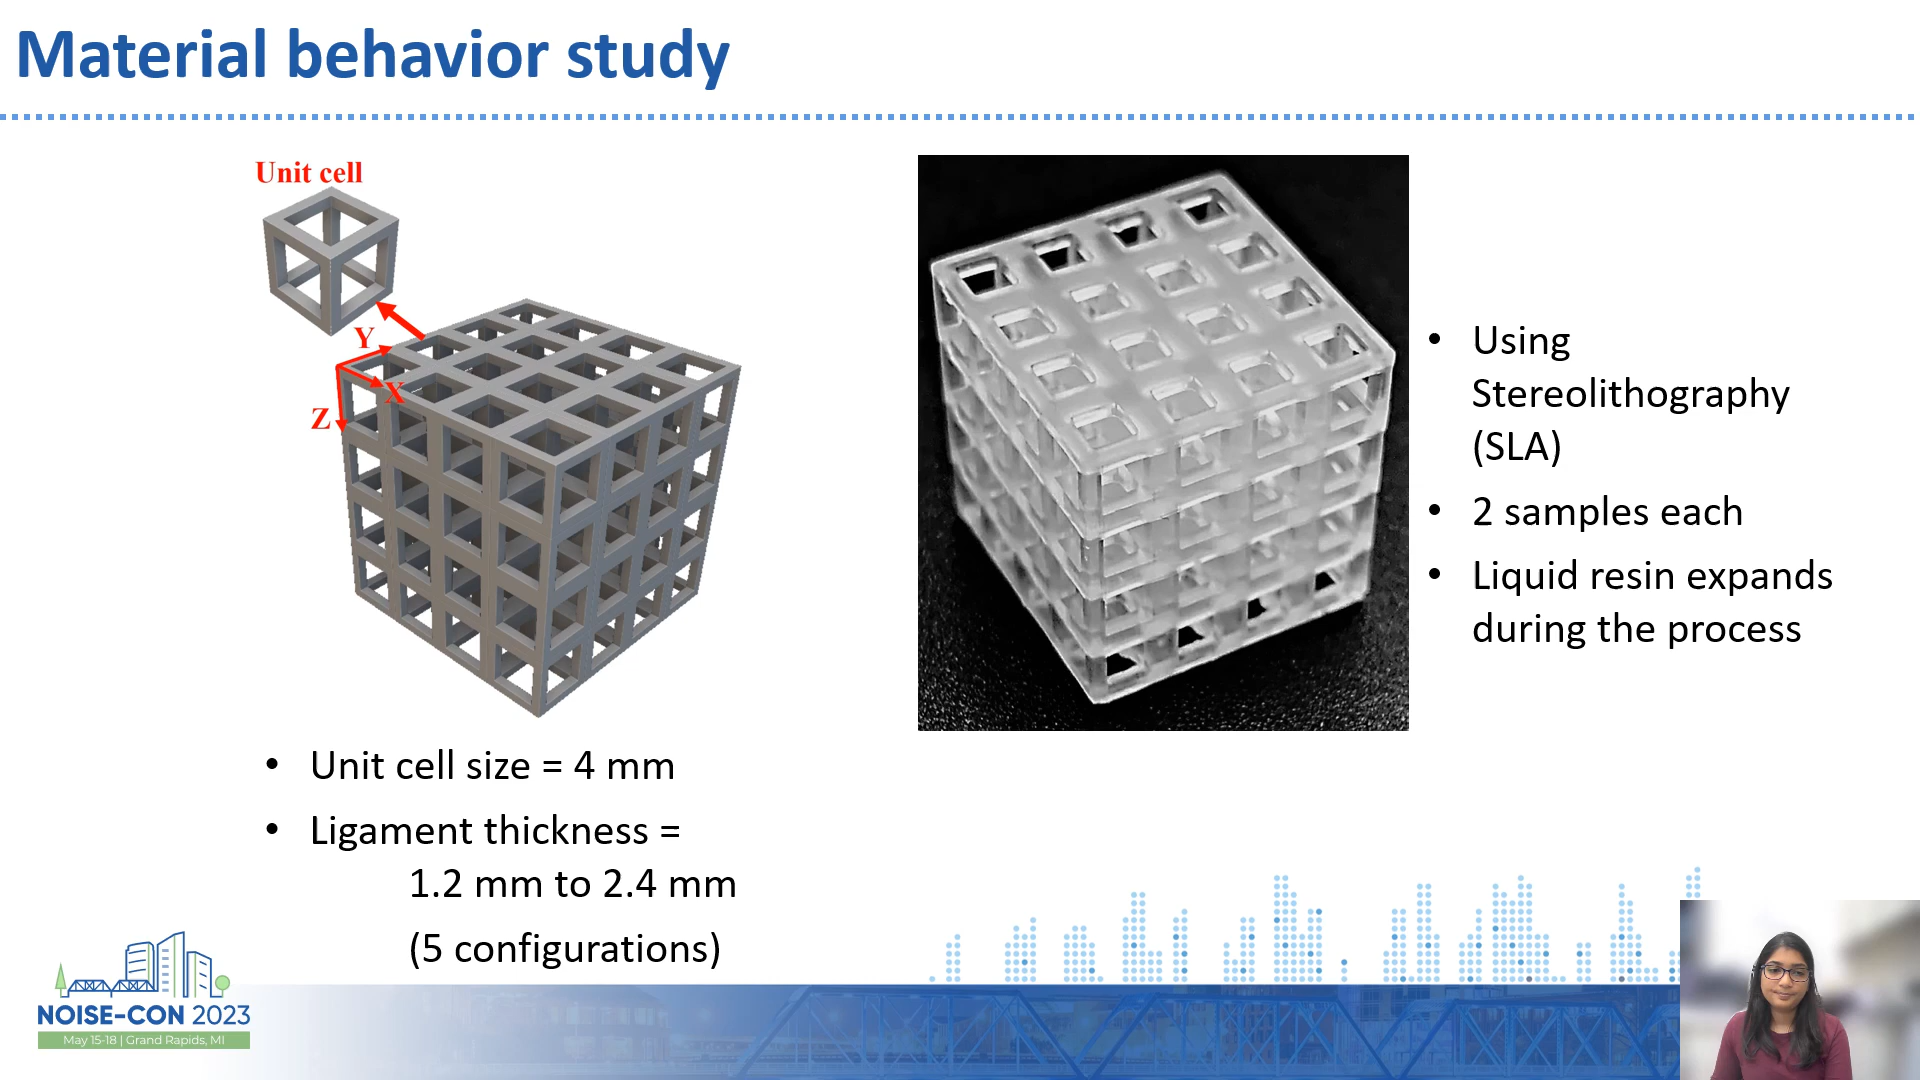 Material behavior study
Unit cell
Y
X
Z
• Unit cell size = 4 mm
• Ligament thickness =
1.2 mm to 2.4 mm
(5 configurations)
• Using
Stereolithography
(SLA)
• 2 samples each
• Liquid resin expands
during the process
NOISE-CON 2023
May 15-18 | Grand Rapids, MI